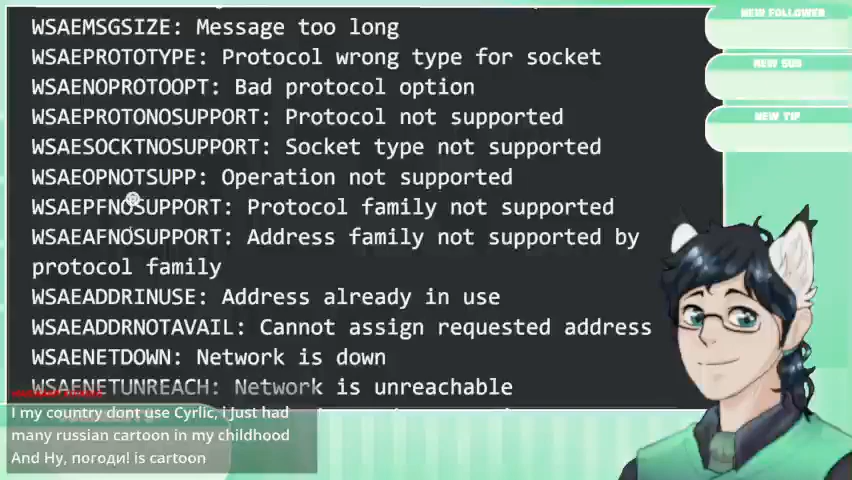 NEW FOLLOWER
WSAEMSGSIZE: Message too long
WSAEPROTOTYPE: Protocol wrong type for socket
NEW SUB
WSAENOPROTOOPT: Bad protocol option
WSAEPROTONOSUPPORT: Protocol not supported
NEW TIP
WSAESOCKTNOSUPPORT: Socket type not supported
WSAEOPNOTSUPP: Operation not supported
WSAEPFNOSUPPORT: Protocol family not supported
WSAEAFNOSUPPORT: Address family not supported by
protocol family
WSAEADDRINUSE: Address already in use
WSAEADDRNOTAVAIL: Cannot assign requested address
WSAENETDOWN: Network is down
WSAENETUNREACH: Network is unreachable
I my country dont use Cyrlic, i Just had
many russian cartoon in my childhood
And Ну, погоди! is cartoon